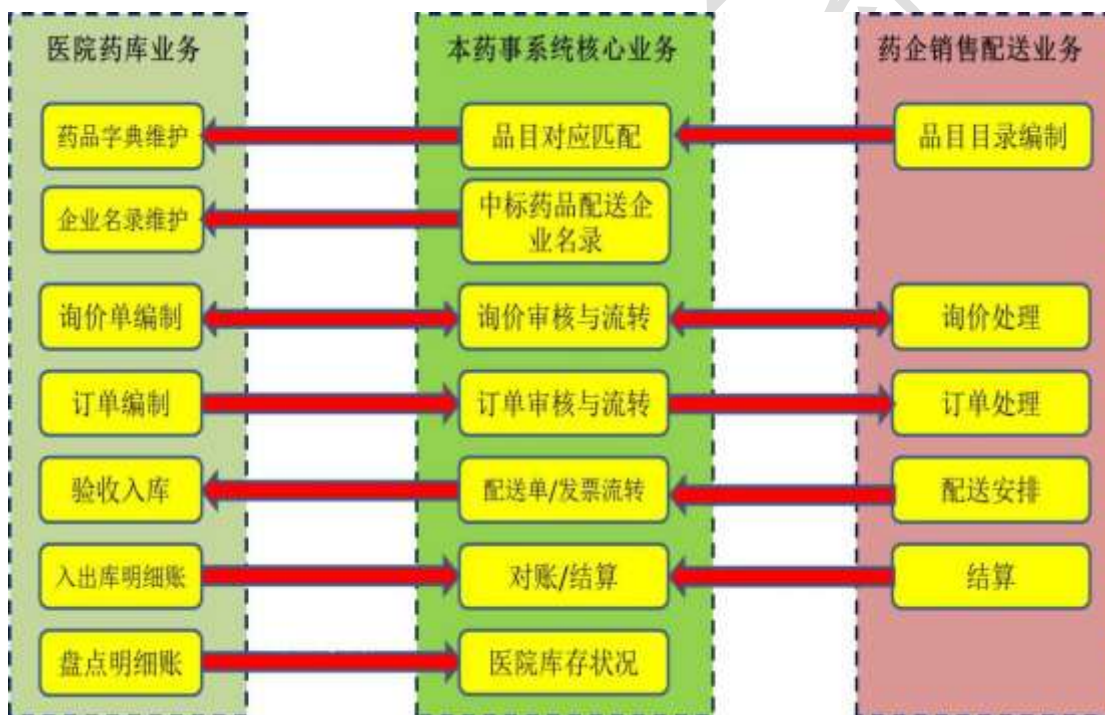 医院药库业务
本药事系统核心业务
药企销售配送业务
药品字典维护
品目对应匹配
品目目录编制
企业名录维护
中标药品配送企
业名录
询价单编制
询价审核与流转
询价处理
订单编制
订单审核与流转
订单处理
验收入库
配送单/发票流转
配送安排
入出库明细账
对账/结算
结算
盘点明细账
医院库存状况